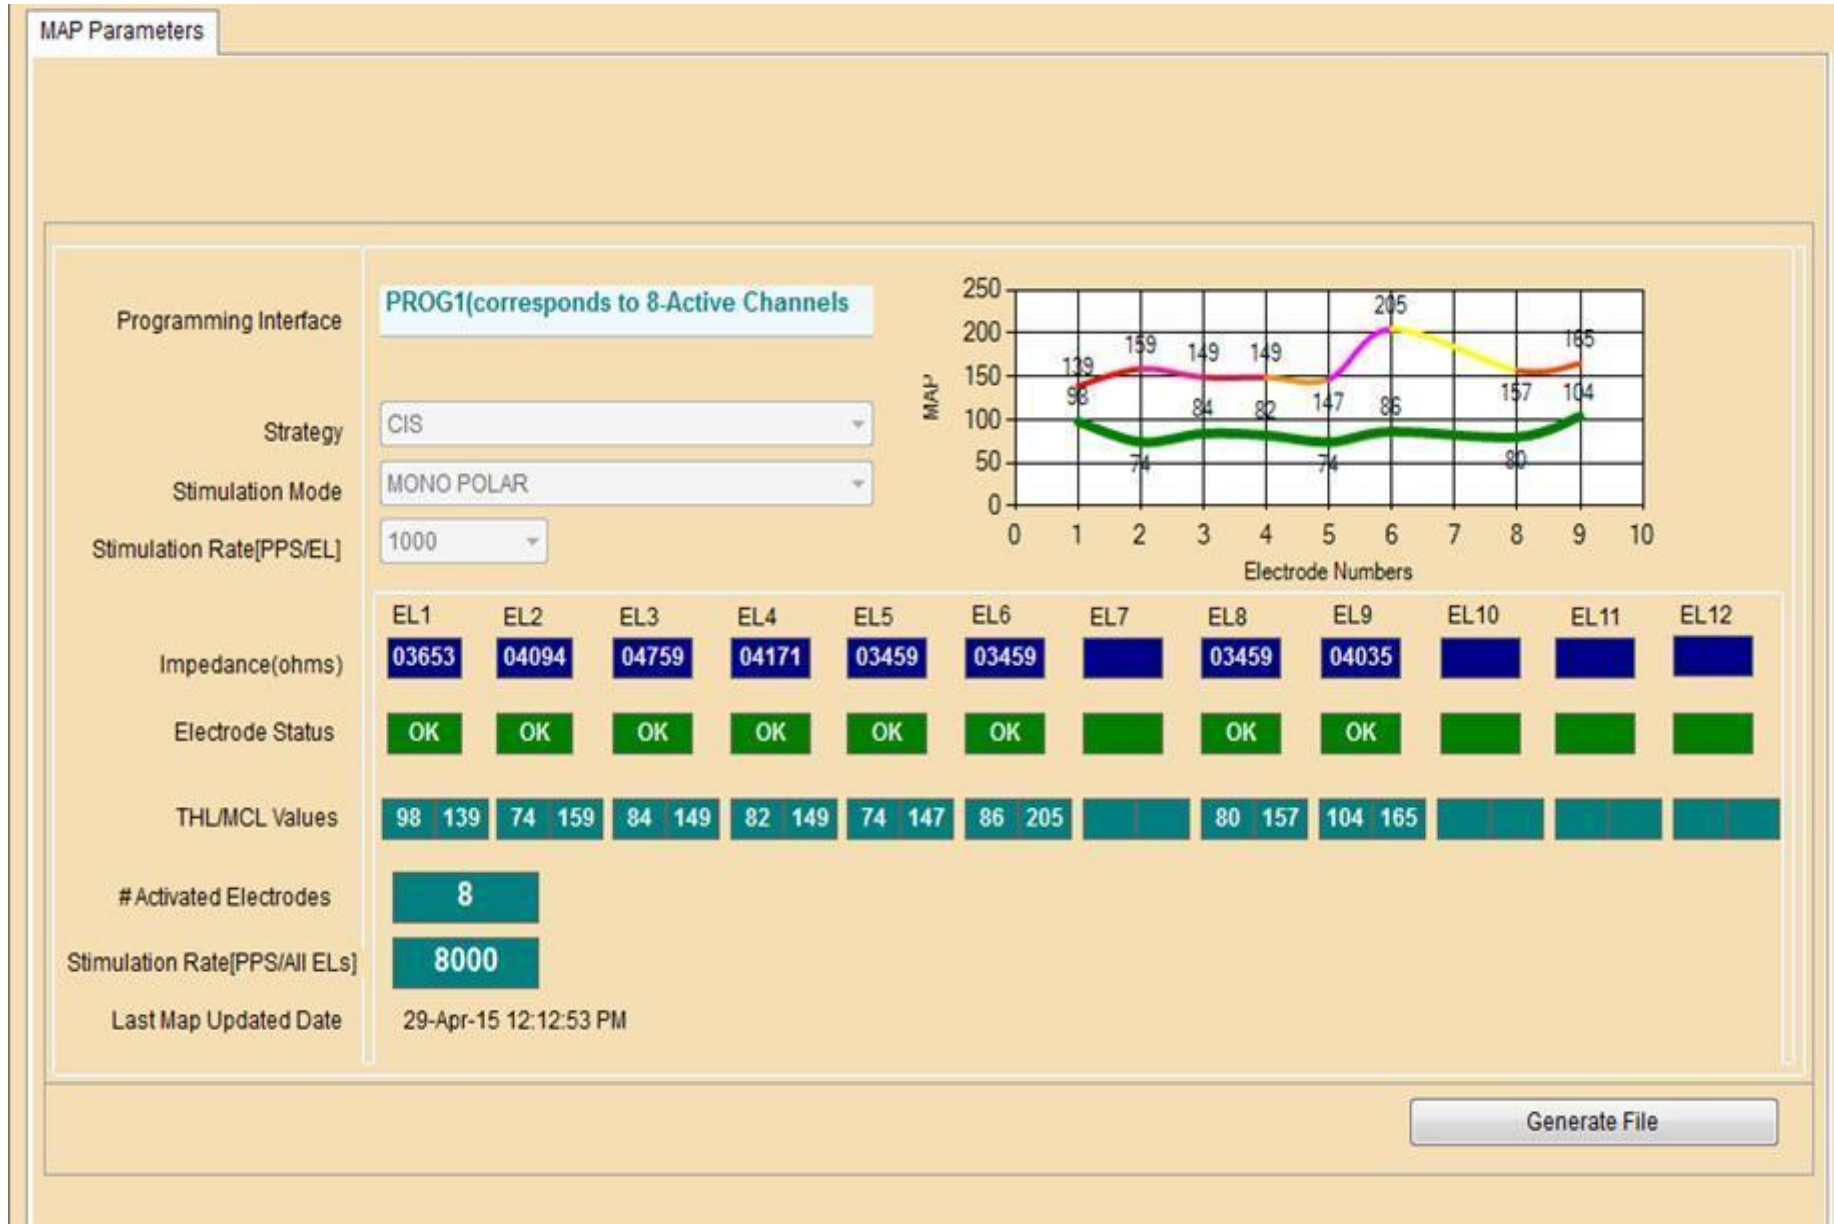 MAP Parameters
Programming Interface
PROG1(corresponds to 8-Active Channels
Strategy
CIS
Stimulation Mode
MONO POLAR
Stimulation Rate[PPS/EL]
1000
MAP
250
200
150
100
50
0
205
159
149
149
165
139
98
84
82
147
86
157
104
74
74
80
0 1 2 3 4 5 6 7 8 9 10
Electrode Numbers
EL1 EL2 EL3 EL4 EL5 EL6 EL7 EL8 EL9 EL10 EL11 EL12
Impedance(ohms) 03653 04094 04759 04171 03459 03459 03459 04035
Electrode Status OK OK OK OK OK OK OK OK
THL/MCL Values 98 139 74 159 84 149 82 149 74 147 86 205 80 157 104 165
# Activated Electrodes 8
Stimulation Rate[PPS/All ELs] 8000
Last Map Updated Date 29-Apr-15 12:12:53 PM
Generate File